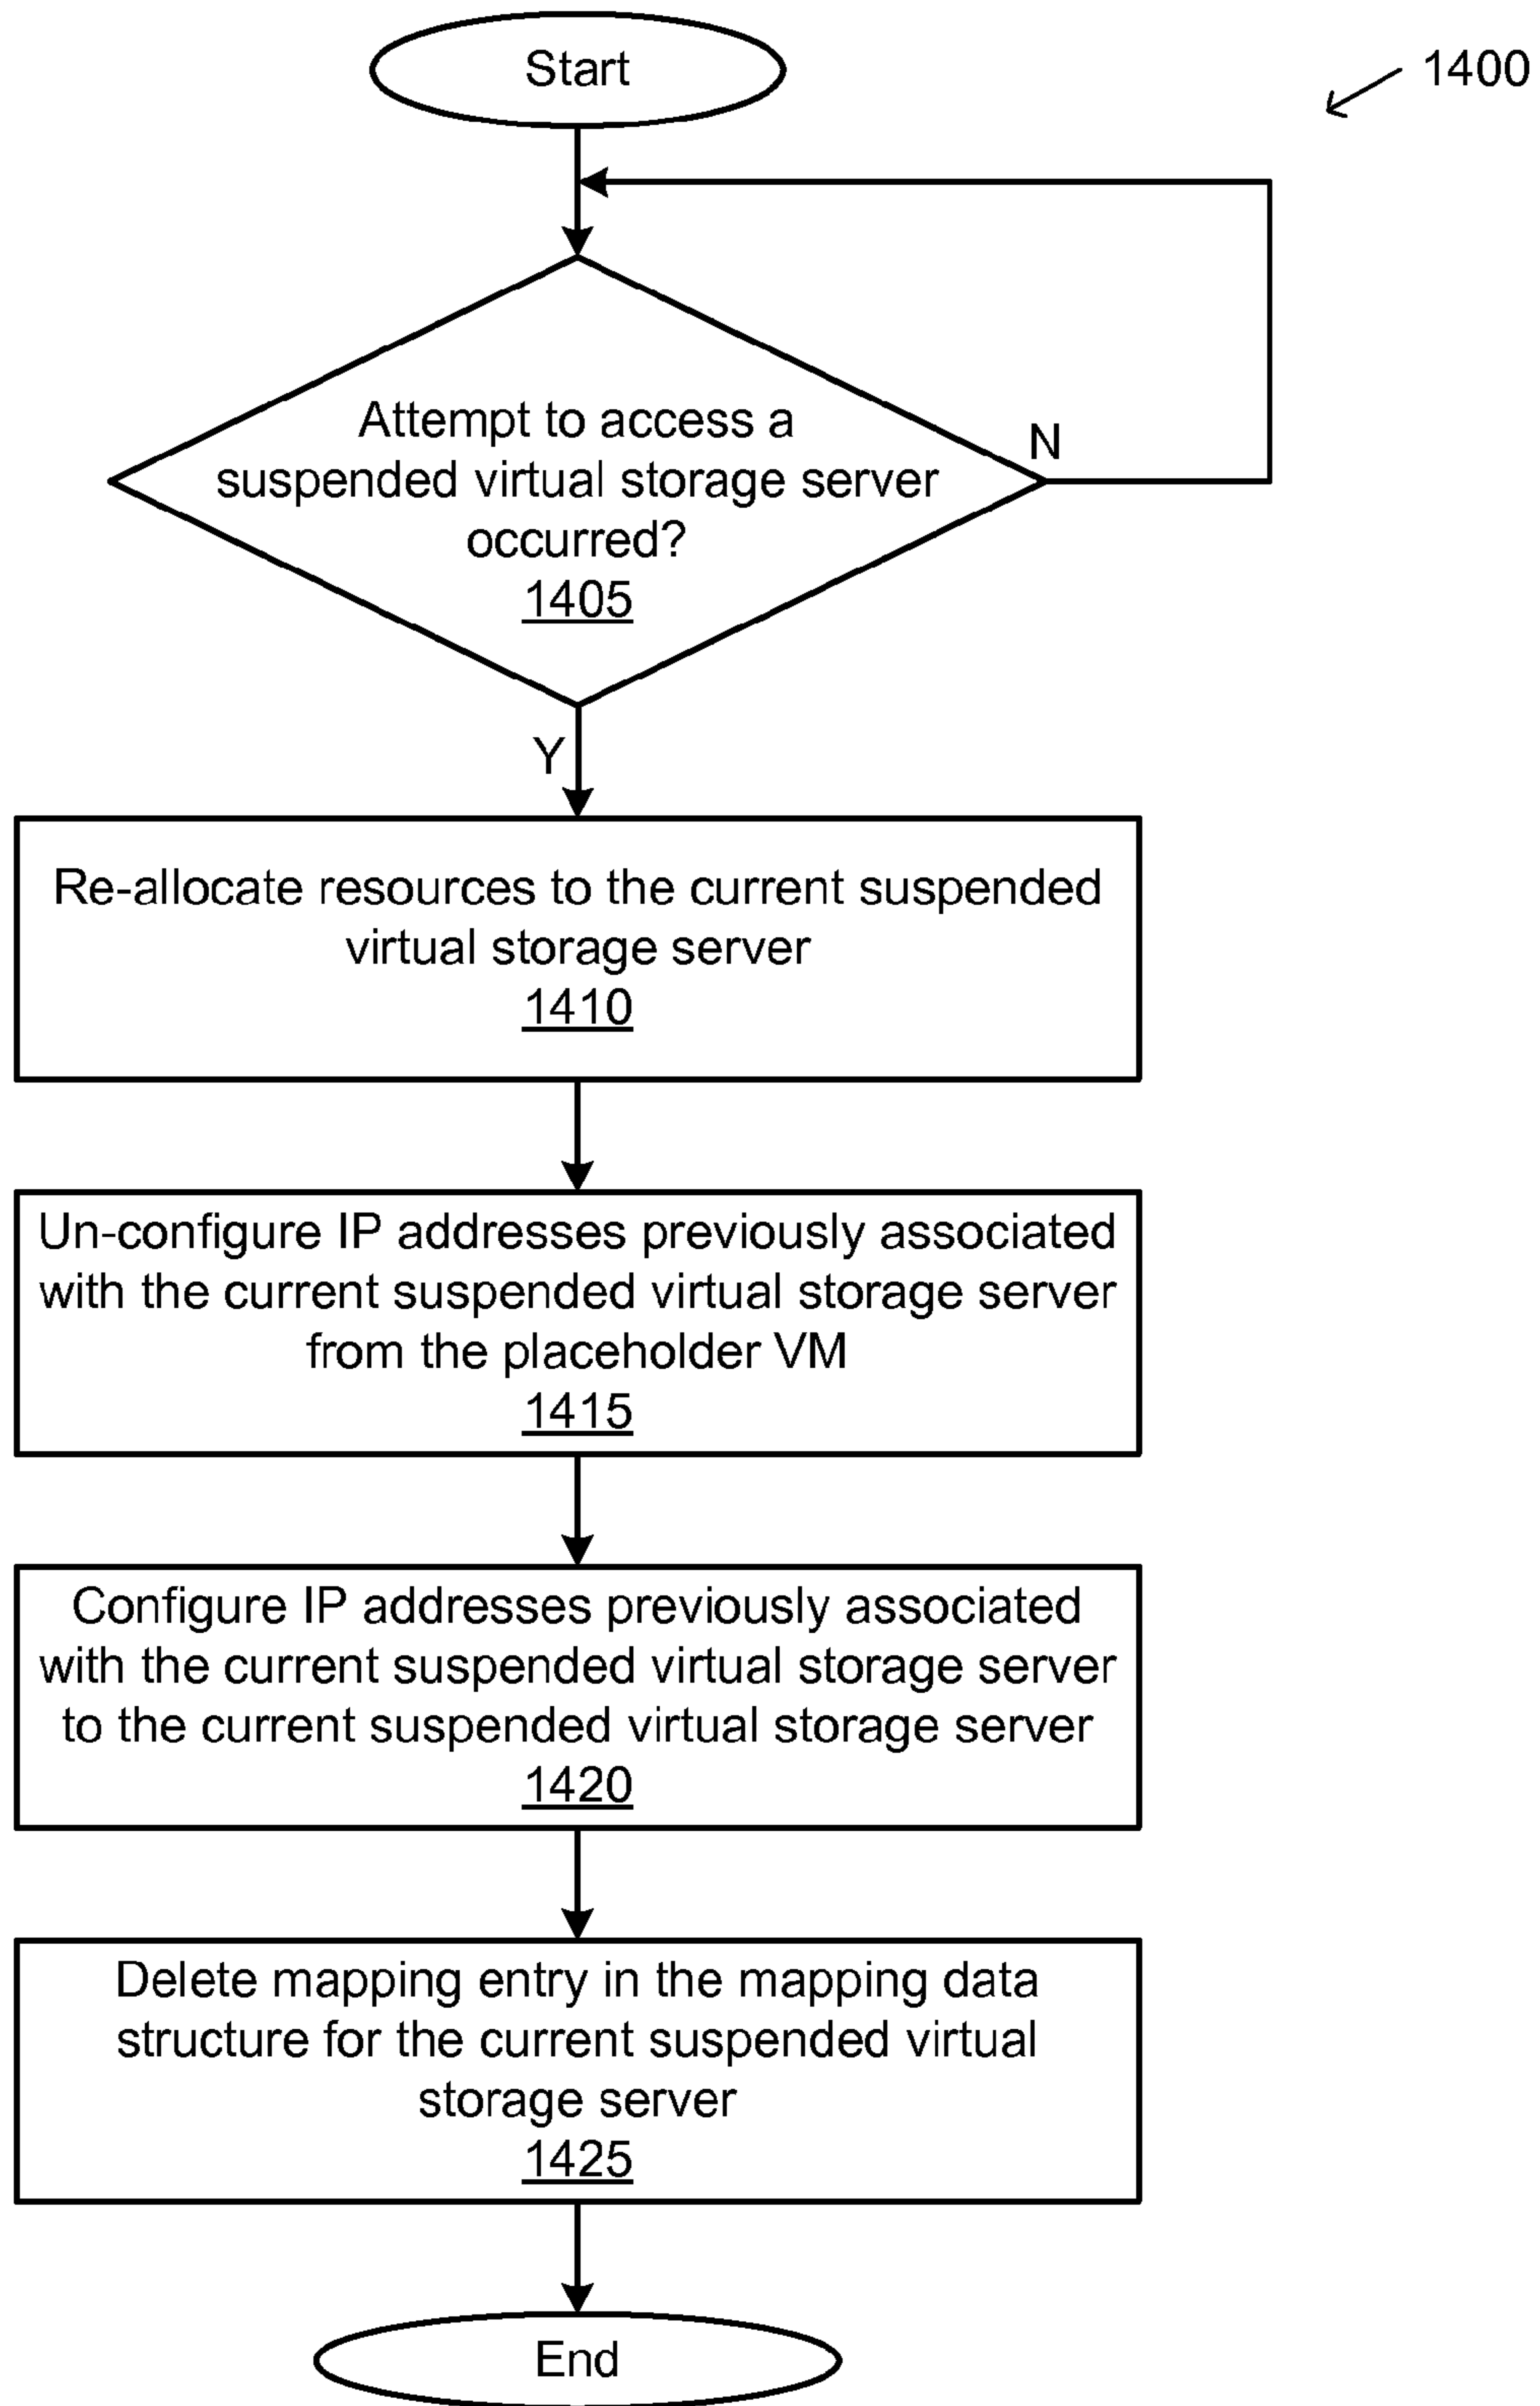 Start
1400
Attempt to access a
suspended virtual storage server
occurred?
1405
N
Y
Re-allocate resources to the current suspended
virtual storage server
1410
Un-configure IP addresses previously associated
with the current suspended virtual storage server
from the placeholder VM
1415
Configure IP addresses previously associated
with the current suspended virtual storage server
to the current suspended virtual storage server
1420
Delete mapping entry in the mapping data
structure for the current suspended virtual
storage server
1425
End